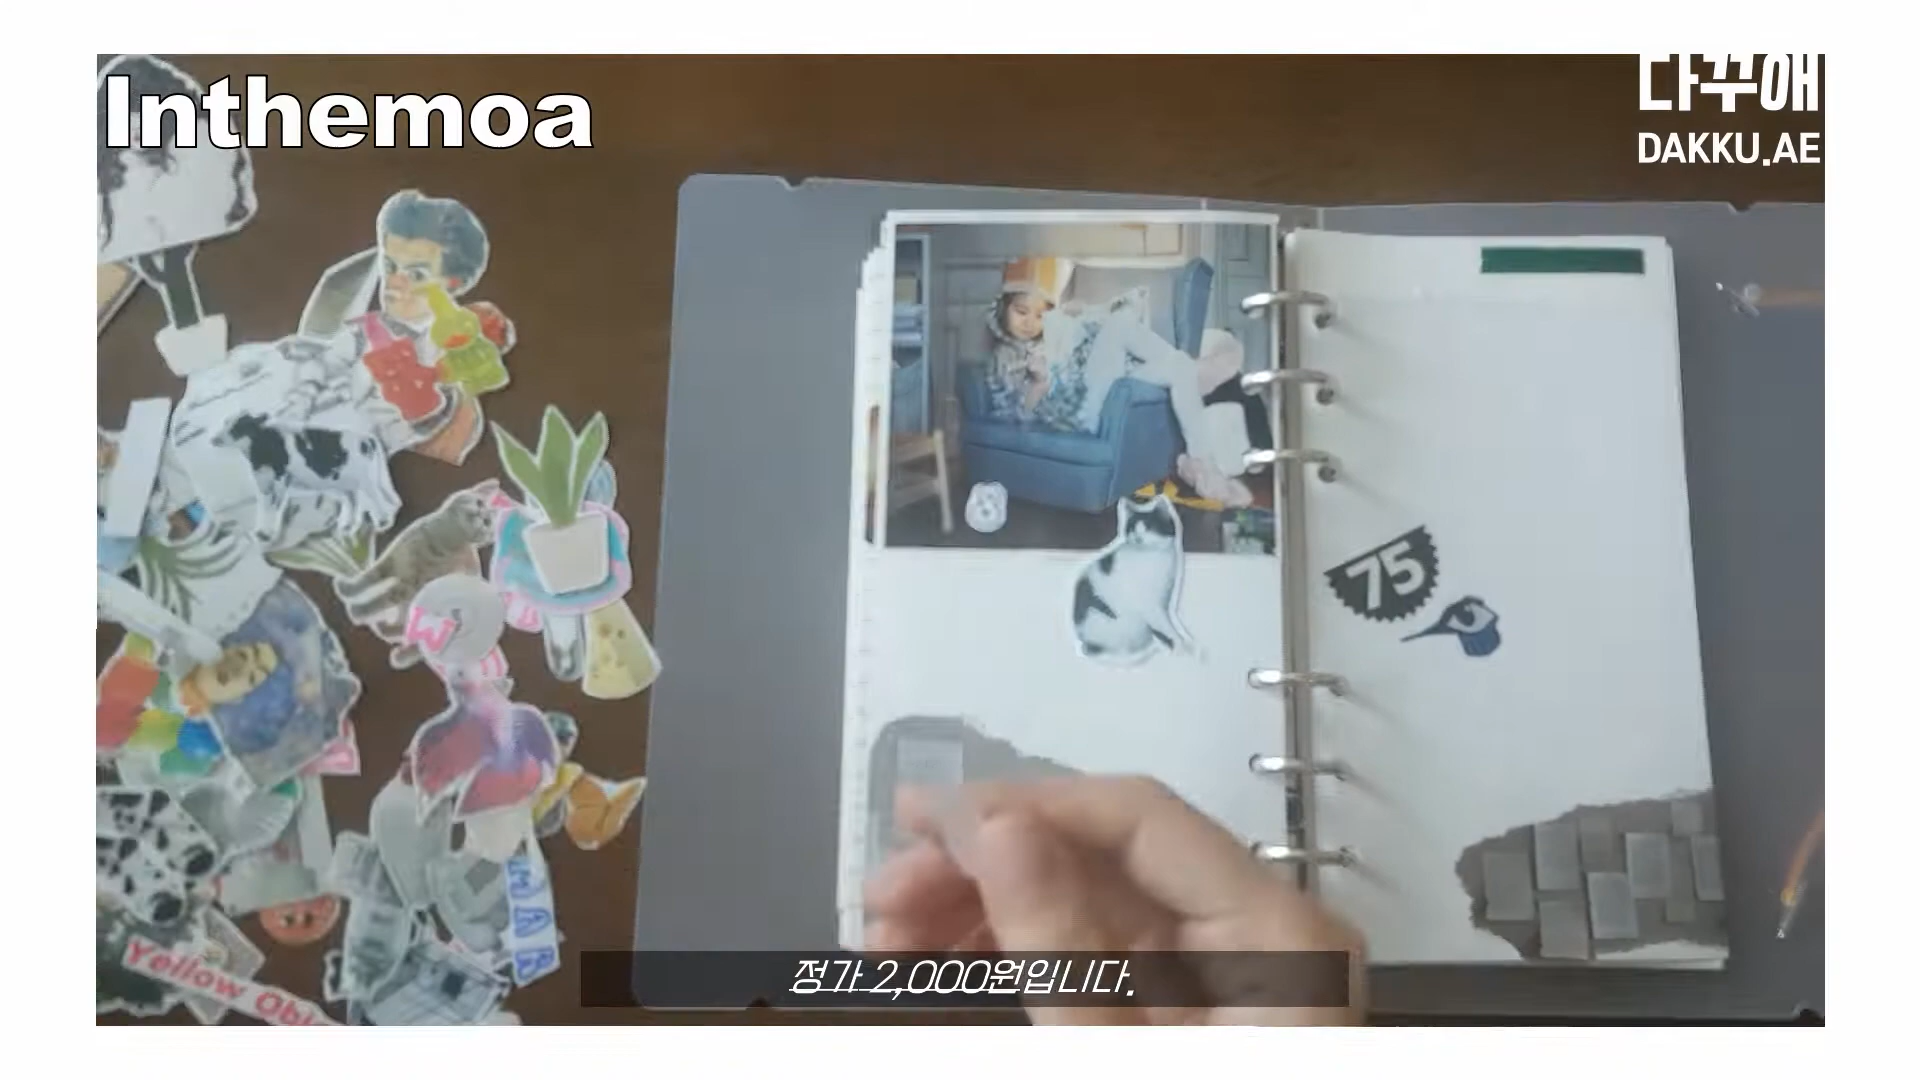 Inthemoa
다꾸애
DAKKU.AE
75
Yellow Obj
정가 2,000원입니다.